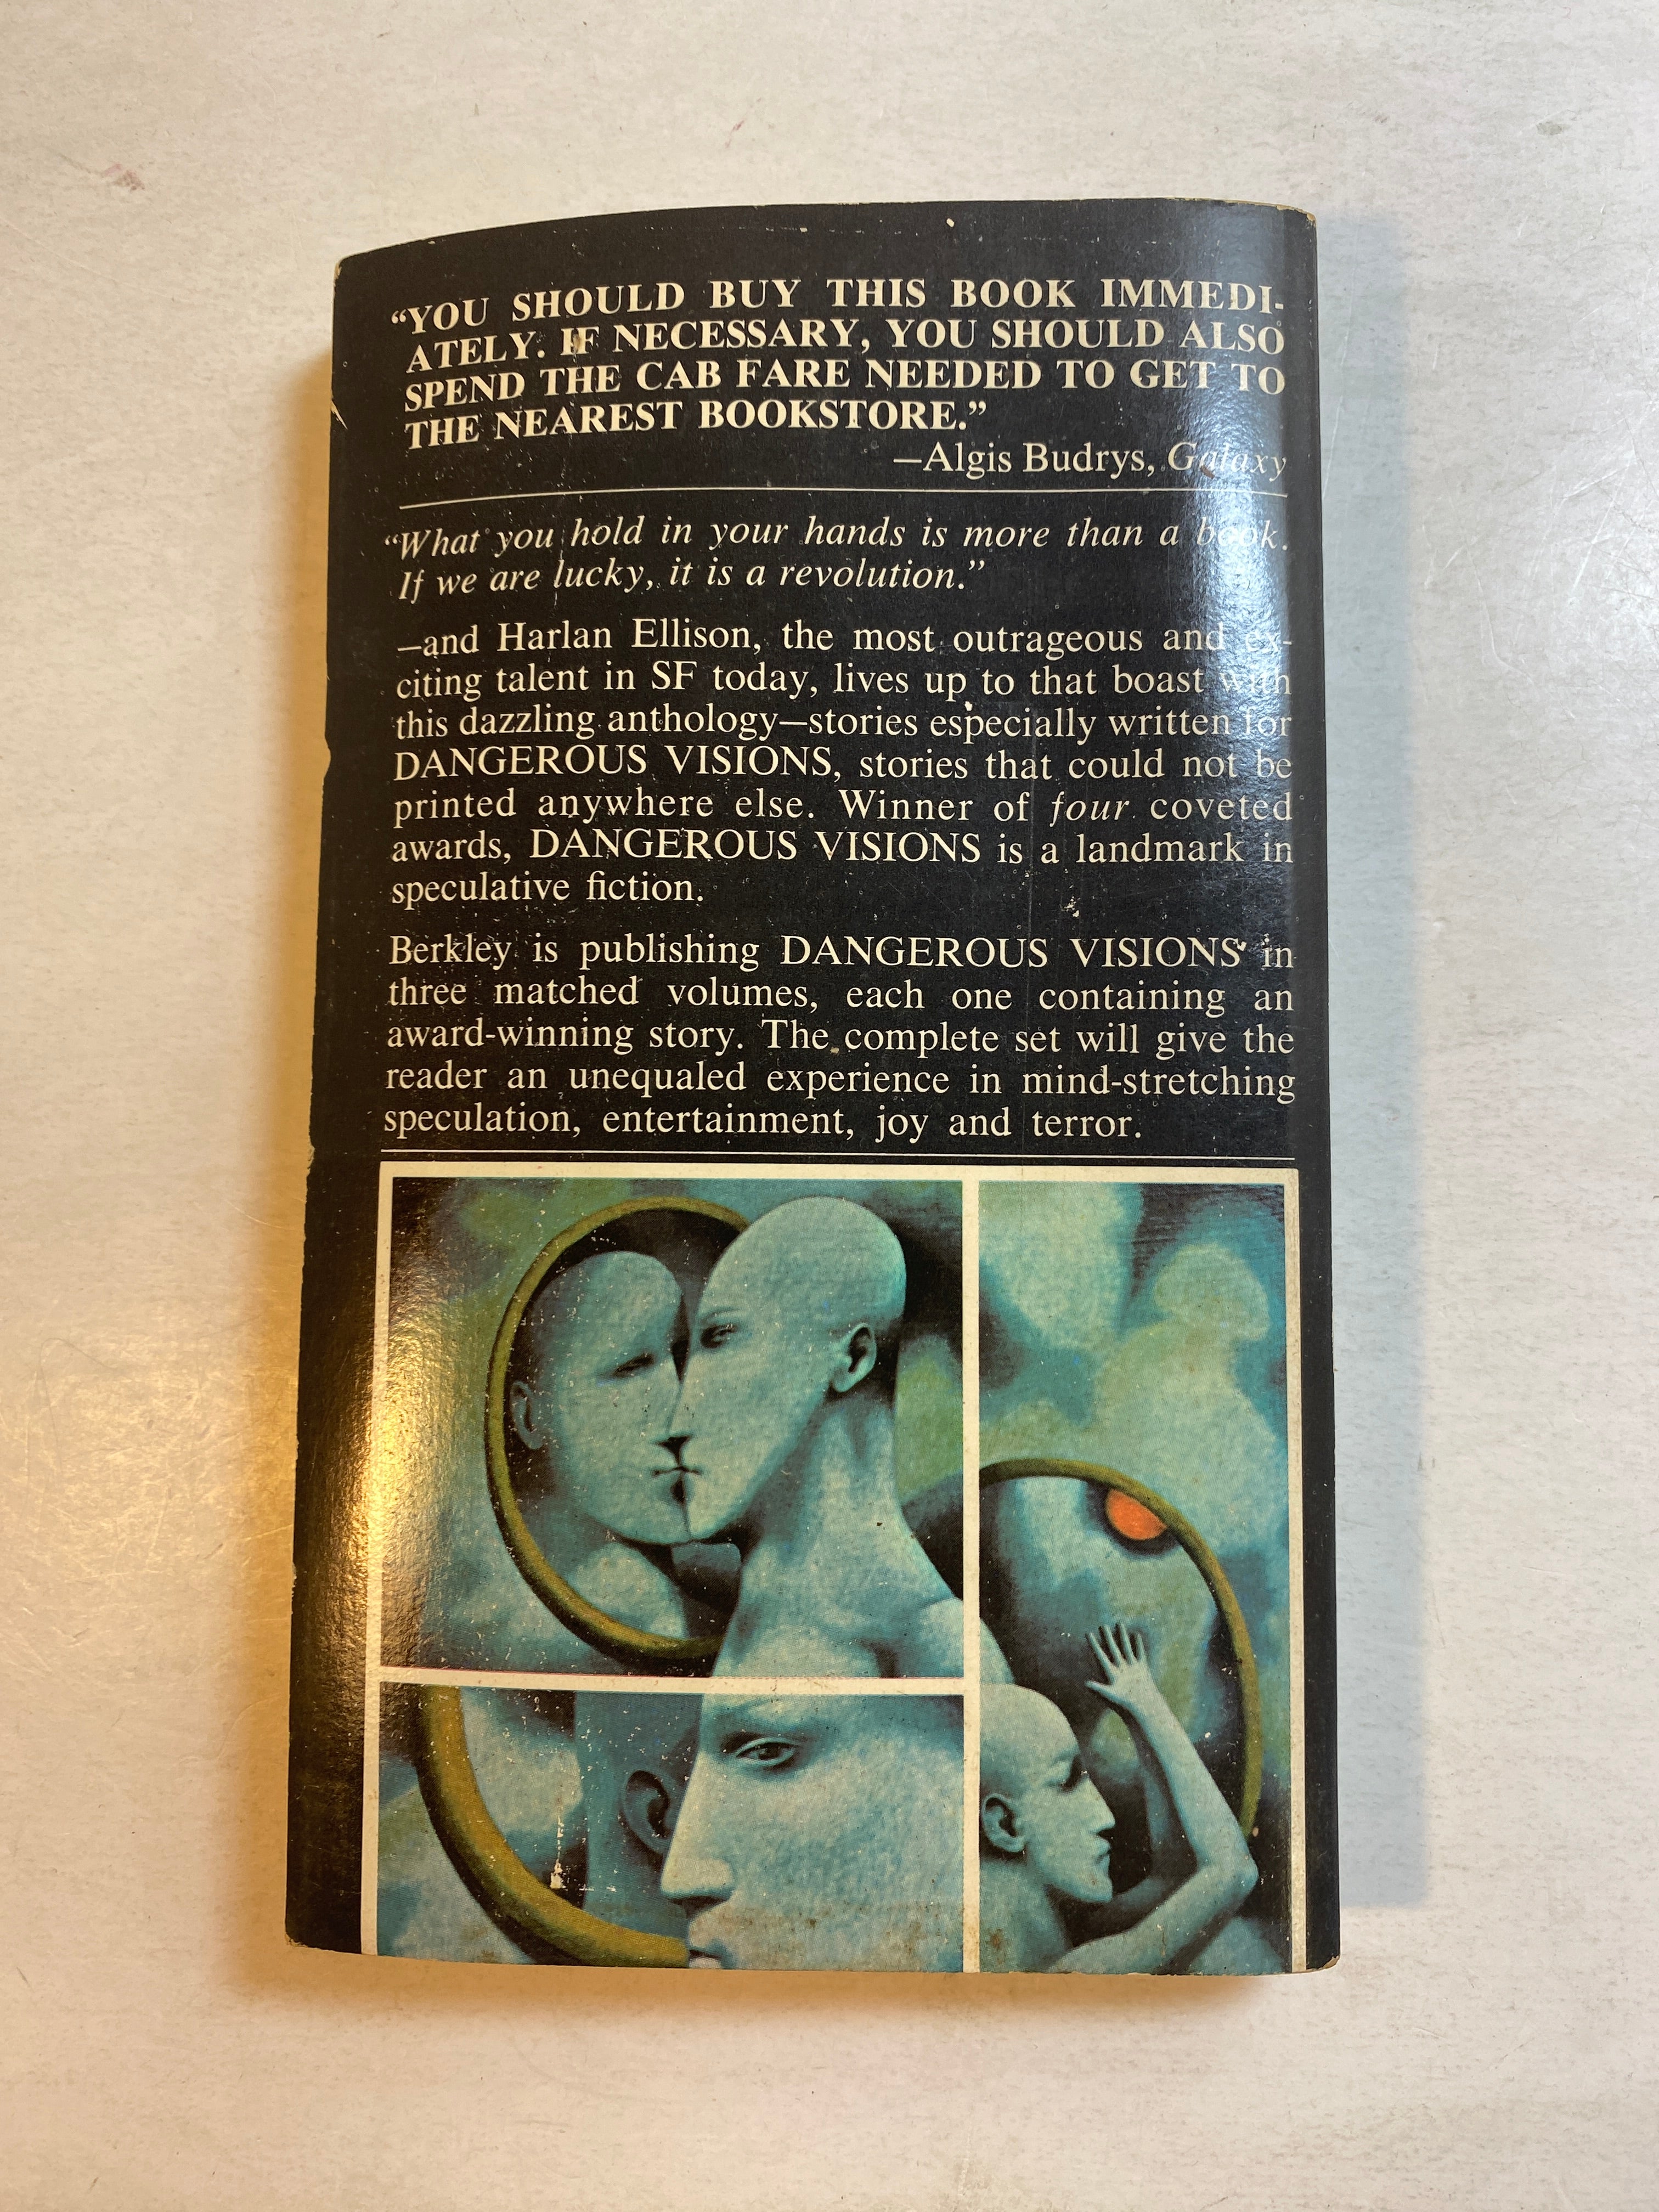 “YOU SHOULD BUY THIS BOOK IMMEDI-
ATELY. IF NECESSARY, YOU SHOULD ALSO
SPEND THE CAB FARE NEEDED TO GET TO
THE NEAREST BOOKSTORE.”
—Algis Budrys, Galaxy
“What you hold in your hands is more than a book.
If we are lucky, it is a revolution.”
—and Harlan Ellison, the most outrageous and ex-
citing talent in SF today, lives up to that boast with
this dazzling anthology—stories especially written for
DANGEROUS VISIONS, stories that could not be
printed anywhere else. Winner of four coveted
awards, DANGEROUS VISIONS is a landmark in
speculative fiction.
Berkley is publishing DANGEROUS VISIONS in
three matched volumes, each one containing an
award-winning story. The complete set will give the
reader an unequaled experience in mind-stretching
speculation, entertainment, joy and terror.